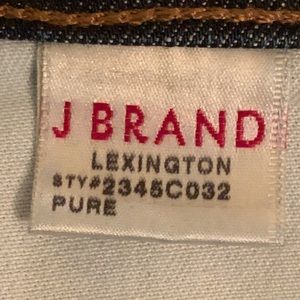 J BRAND
LEXINGTON
STY#2345C032
PURE